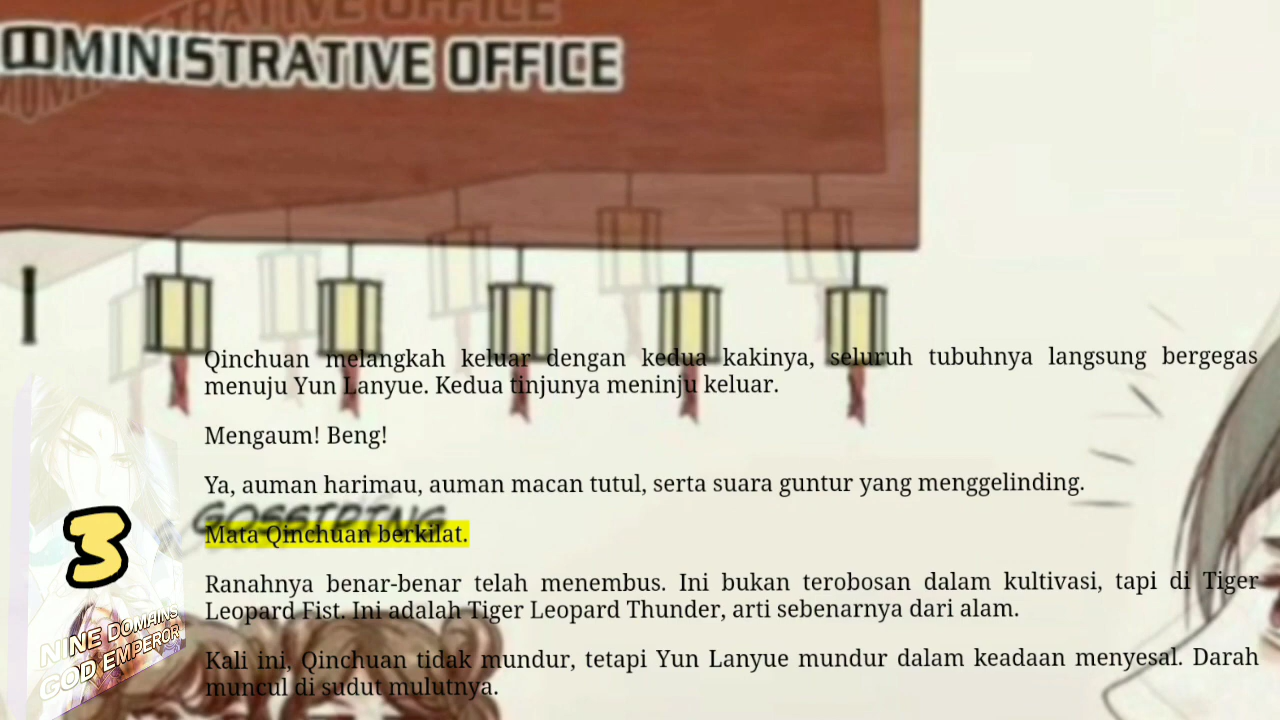 RATIVE OFFICE
ADMINISTRATIVE OFFICE
Qinchuan melangkah keluar dengan kedua kakinya, seluruh tubuhnya langsung bergegas
menuju Yun Lanyue. Kedua tinjunya meninju keluar.
Mengaum! Beng!
Ya, auman harimau, auman macan tutul, serta suara guntur yang menggelinding.
GOSSIPING
Mata Qinchuan berkilat.
Ranahnya benar-benar telah menembus. Ini bukan terobosan dalam kultivasi, tapi di Tiger
Leopard Fist. Ini adalah Tiger Leopard Thunder, arti sebenarnya dari alam.
Kali ini, Qinchuan tidak mundur, tetapi Yun Lanyue mundur dalam keadaan menyesal. Darah
muncul di sudut mulutnya.
3
NINE DOMAINS
GOD EMPEROR